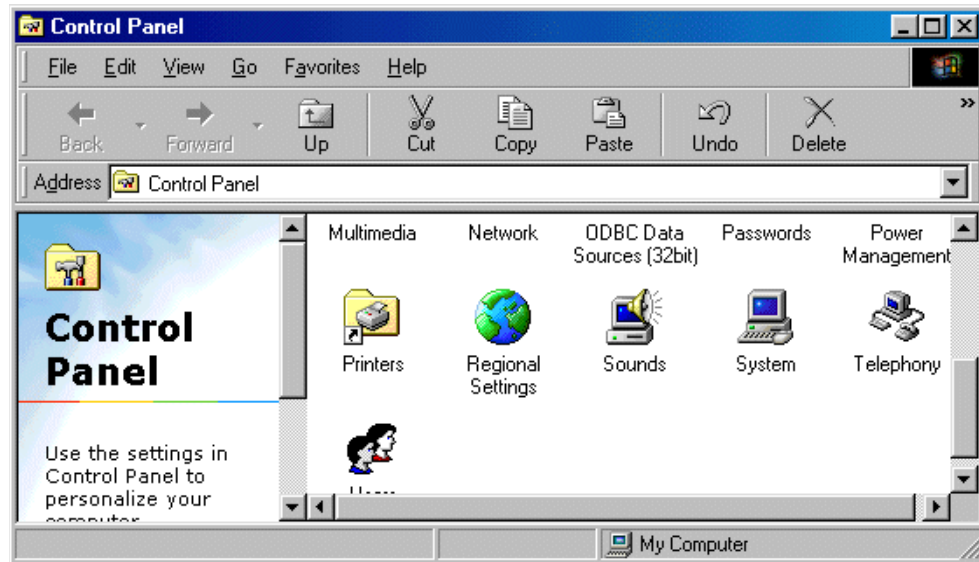 Control Panel
File Edit View Go Favorites Help
Back Forward Up Cut Copy Paste Undo Delete »
Address Control Panel
Control
Panel
Use the settings in
Control Panel to
personalize your
computer
Multimedia Network ODBC Data Passwords Power
Sources (32bit) Management
Printers Regional Sounds System Telephony
Settings
Users
My Computer